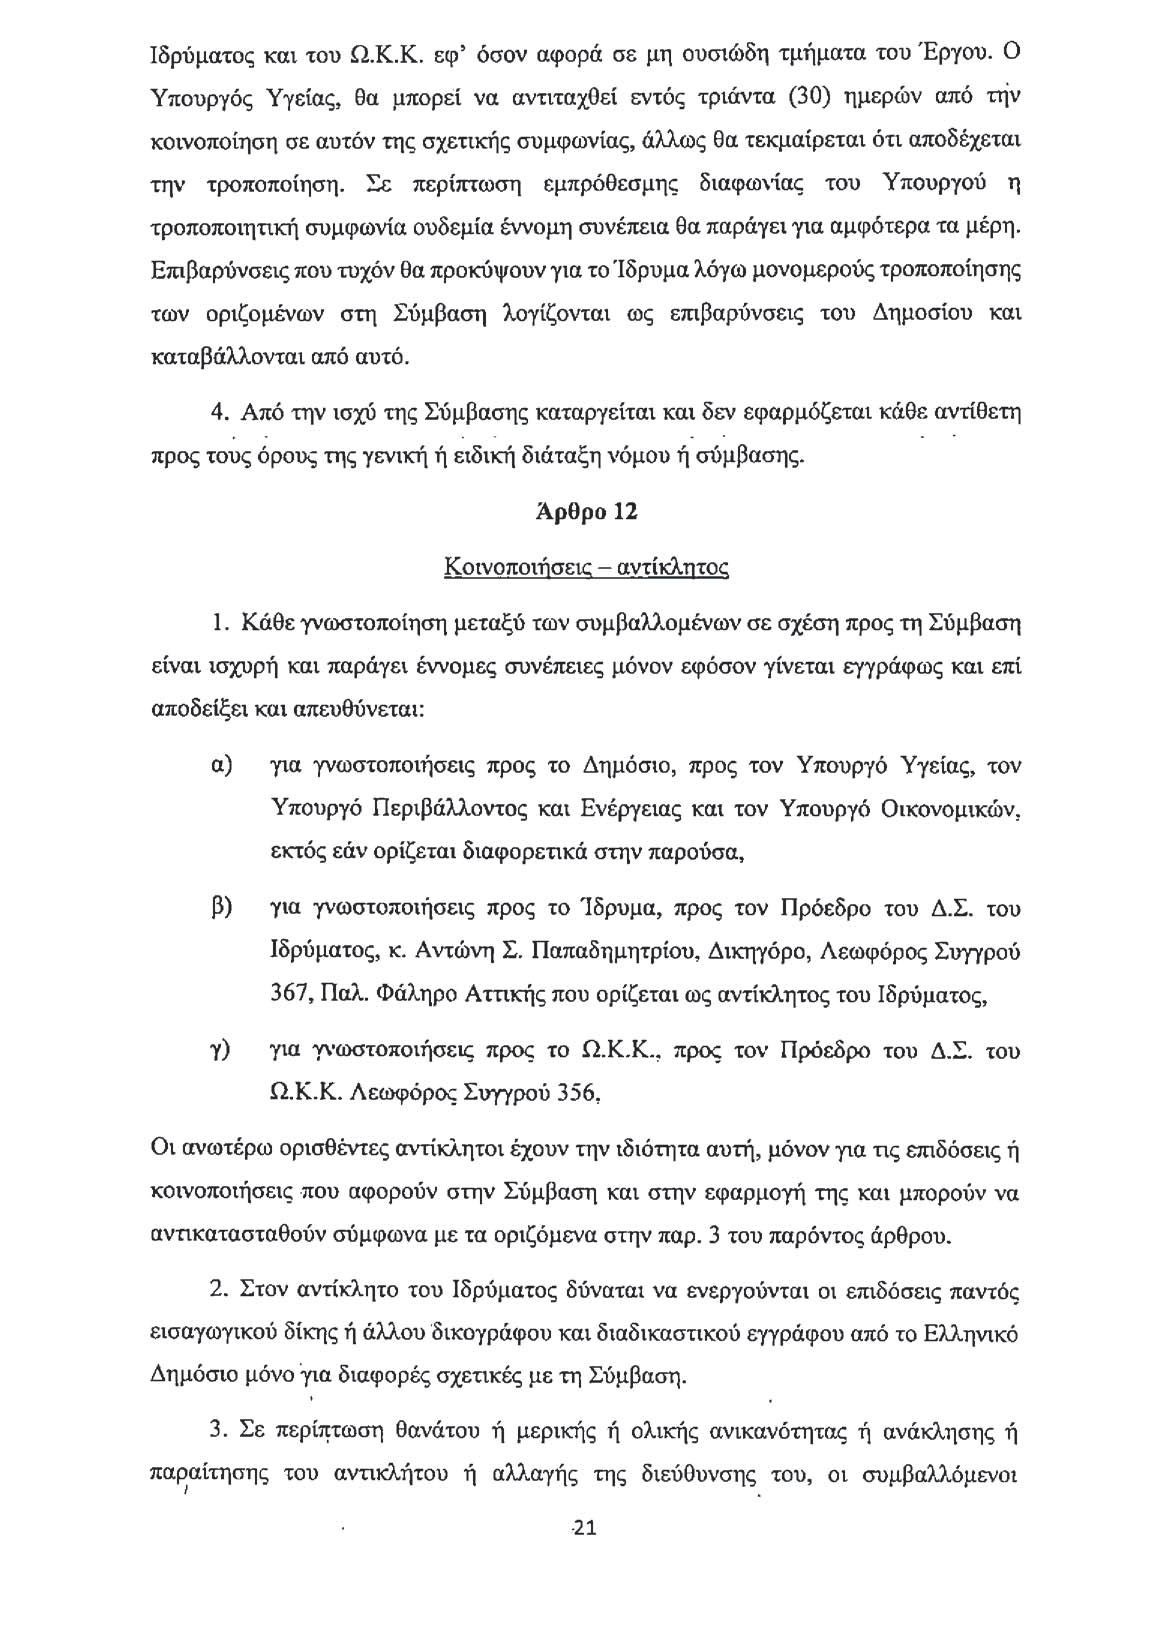 Ιδρύματος και του Ω.Κ.Κ. εφ’ όσον αφορά σε μη ουσιώδη τμήματα του Έργου. Ο
Υπουργός Υγείας, θα μπορεί να αντιταχθεί εντός τριάντα (30) ημερών από την
κοινοποίηση σε αυτόν της σχετικής συμφωνίας, άλλως θα τεκμαίρεται ότι αποδέχεται
την τροποποίηση. Σε περίπτωση εμπρόθεσμης διαφωνίας του Υπουργού η
τροποποιητική συμφωνία ουδεμία έννομη συνέπεια θα παράγει για αμφότερα τα μέρη.
Επιβαρύνσεις που τυχόν θα προκύψουν για το Ίδρυμα λόγω μονομερούς τροποποίησης
των οριζομένων στη Σύμβαση λογίζονται ως επιβαρύνσεις του Δημοσίου και
καταβάλλονται από αυτό.
4. Από την ισχύ της Σύμβασης καταργείται και δεν εφαρμόζεται κάθε αντίθετη
προς τους όρους της γενική ή ειδική διάταξη νόμου ή σύμβασης.
Άρθρο 12
Κοινοποιήσεις – αντίκλητος
1. Κάθε γνωστοποίηση μεταξύ των συμβαλλομένων σε σχέση προς τη Σύμβαση
είναι ισχυρή και παράγει έννομες συνέπειες μόνον εφόσον γίνεται εγγράφως και επί
αποδείξει και απευθύνεται:
α) για γνωστοποιήσεις προς το Δημόσιο, προς τον Υπουργό Υγείας, τον
Υπουργό Περιβάλλοντος και Ενέργειας και τον Υπουργό Οικονομικών,
εκτός εάν ορίζεται διαφορετικά στην παρούσα,
β) για γνωστοποιήσεις προς το Ίδρυμα, προς τον Πρόεδρο του Δ.Σ. του
Ιδρύματος, κ. Αντώνη Σ. Παπαδημητρίου, Δικηγόρο, Λεωφόρος Συγγρού
367, Παλ. Φάληρο Αττικής που ορίζεται ως αντίκλητος του Ιδρύματος,
γ) για γνωστοποιήσεις προς το Ω.Κ.Κ., προς τον Πρόεδρο του Δ.Σ. του
Ω.Κ.Κ. Λεωφόρος Συγγρού 356,
Οι ανωτέρω ορισθέντες αντίκλητοι έχουν την ιδιότητα αυτή, μόνον για τις επιδόσεις ή
κοινοποιήσεις που αφορούν στην Σύμβαση και στην εφαρμογή της και μπορούν να
αντικατασταθούν σύμφωνα με τα οριζόμενα στην παρ. 3 του παρόντος άρθρου.
2. Στον αντίκλητο του Ιδρύματος δύναται να ενεργούνται οι επιδόσεις παντός
εισαγωγικού δίκης ή άλλου δικογράφου και διαδικαστικού εγγράφου από το Ελληνικό
Δημόσιο μόνο για διαφορές σχετικές με τη Σύμβαση.
3. Σε περίπτωση θανάτου ή μερικής ή ολικής ανικανότητας ή ανάκλησης ή
παραίτησης του αντικλήτου ή αλλαγής της διεύθυνσης του, οι συμβαλλόμενοι
21